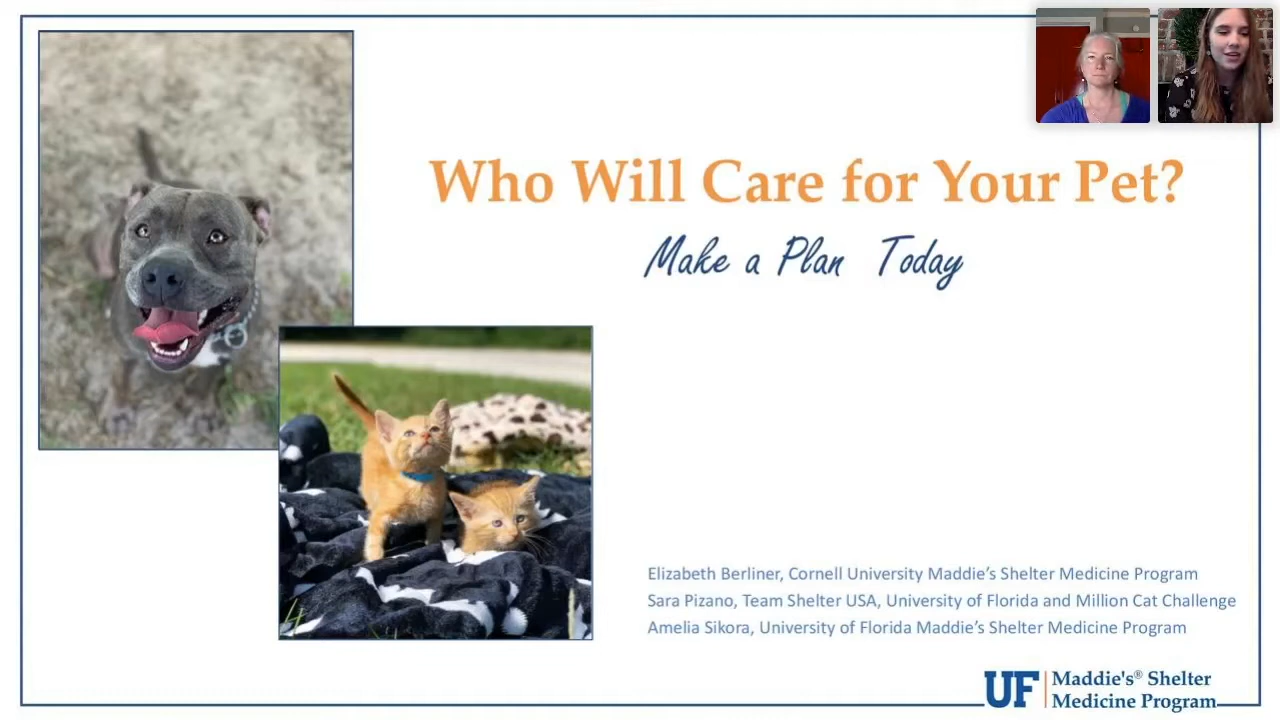 Who Will Care for Your Pet?
Make a Plan Today
Elizabeth Berliner, Cornell University Maddie's Shelter Medicine Program
Sara Pizano, Team Shelter USA, University of Florida and Million Cat Challenge
Amelia Sikora, University of Florida Maddie's Shelter Medicine Program
UF
Maddie's® Shelter
Medicine Program